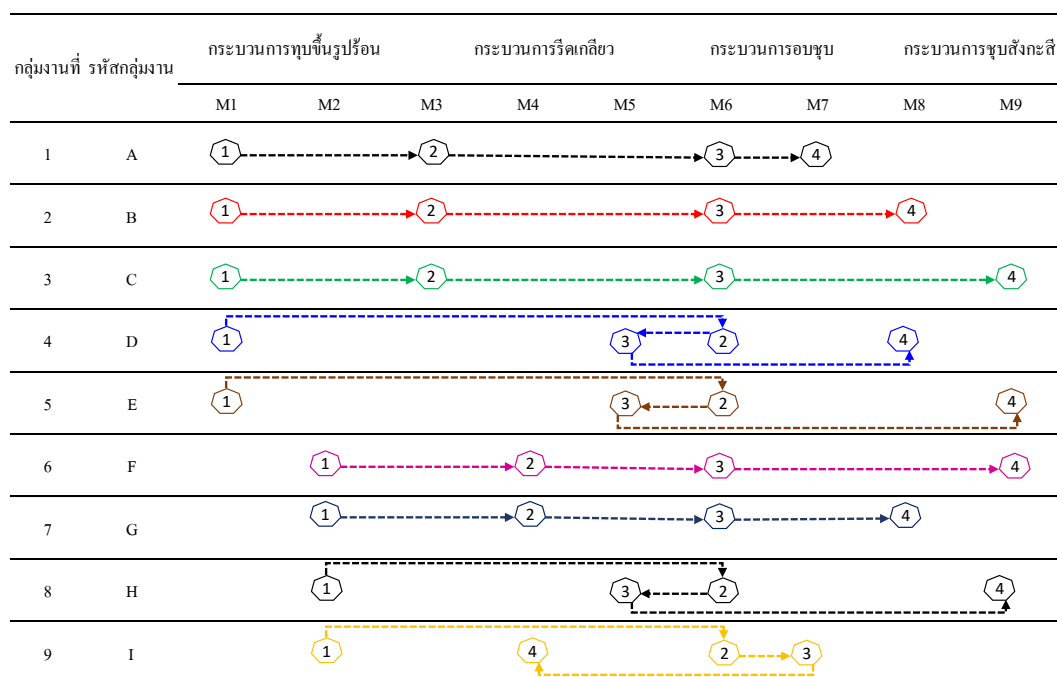 กระบวนการทุบขึ้นรูปร้อน กระบวนการรีดเกลียว กระบวนการอบชุบ กระบวนการชุบสังกะสี
กลุ่มงานที่ รหัสกลุ่มงาน
M1 M2 M3 M4 M5 M6 M7 M8 M9
1 A 1 2 3 4
2 B 1 2 3 4
3 C 1 2 3 4
4 D 1 3 2 4
5 E 1 3 2 4
6 F 1 2 3 4
7 G 1 2 3 4
8 H 1 3 2 4
9 I 1 4 2 3